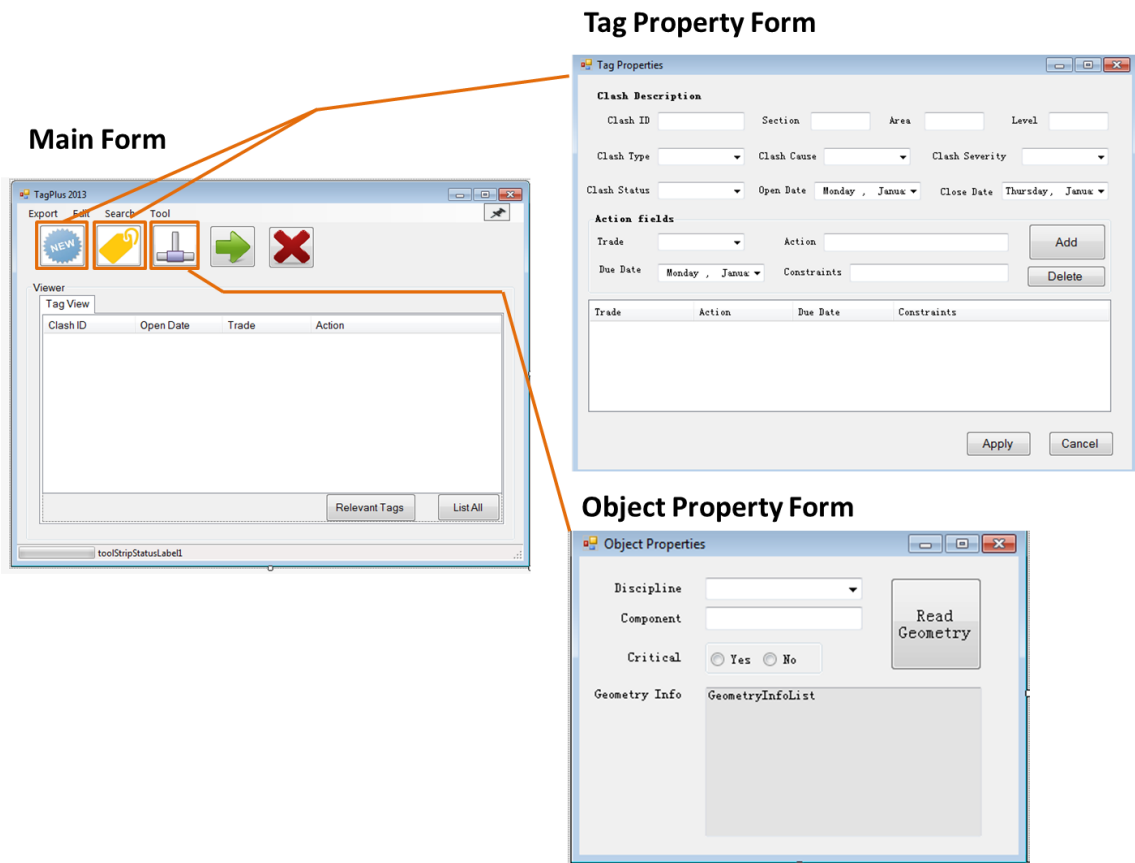 Tag Property Form
Tag Properties
Clash Description
Clash ID Section Area Level
Clash Type Clash Cause Clash Severity
Clash Status Open Date Monday , Januar Close Date Thursday, Januar
Action fields
Trade Action Add
Due Date Monday , Januar Constraints Delete
Trade Action Due Date Constraints
Apply Cancel
Main Form
TagPlus 2013
Export Edit Search Tool
NEW
Viewer
Tag View
Clash ID Open Date Trade Action
Relevant Tags List All
toolStripStatusLabel1
Object Property Form
Object Properties
Discipline
Component
Read
Geometry
Critical Yes No
Geometry Info GeometryInfoList